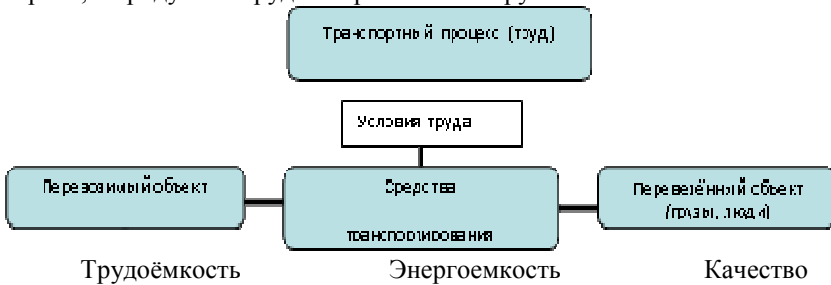 Транспортный процесс (труд)
Условия труда
Перевозимый объект
Средства
транспортирования
Перевезённый объект
(грузы, люди)
Трудоёмкость Энергоемкость Качество